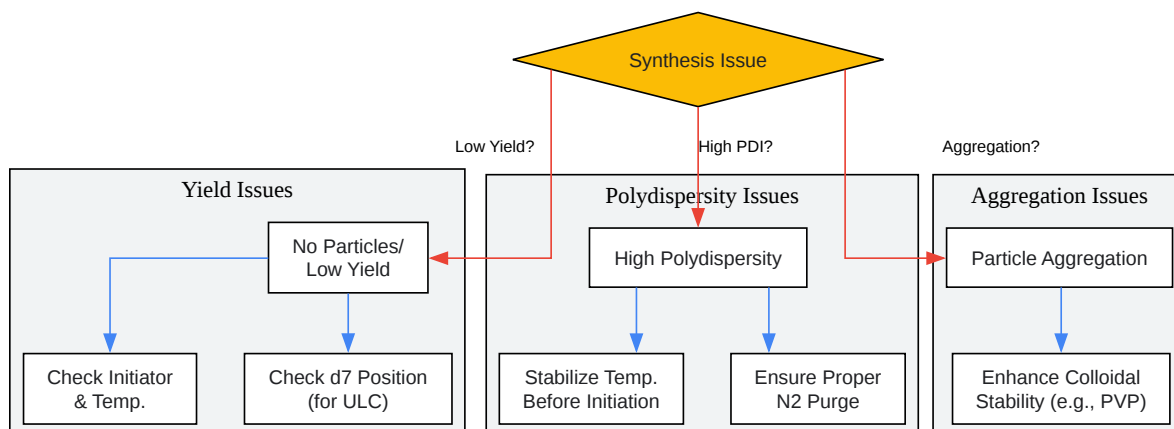 Synthesis Issue
Low Yield?
High PDI?
Aggregation?
Yield Issues
Polydispersity Issues
Aggregation Issues
No Particles/
Low Yield
High Polydispersity
Particle Aggregation
Check Initiator
& Temp.
Check d7 Position
(for ULC)
Stabilize Temp.
Before Initiation
Ensure Proper
N2 Purge
Enhance Colloidal
Stability (e.g., PVP)